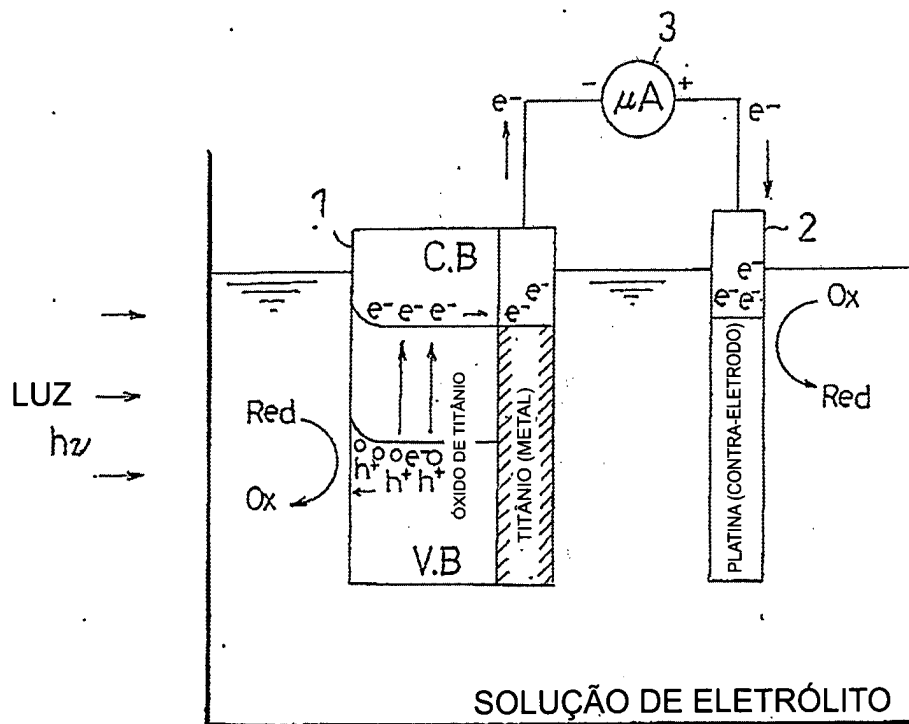 3
- μA +
e⁻
e⁻
1
2
C.B
e⁻ e⁻ e⁻ →
e⁻ e⁻
e⁻
e⁻ e⁻
Ox
Red
LUZ
hν
Red
Ox
h⁺ h⁺ e⁻ h⁺
ÓXIDO DE TITÂNIO
TITÂNIO (METAL)
PLATINA (CONTRA-ELETRODO)
V.B
SOLUÇÃO DE ELETRÓLITO